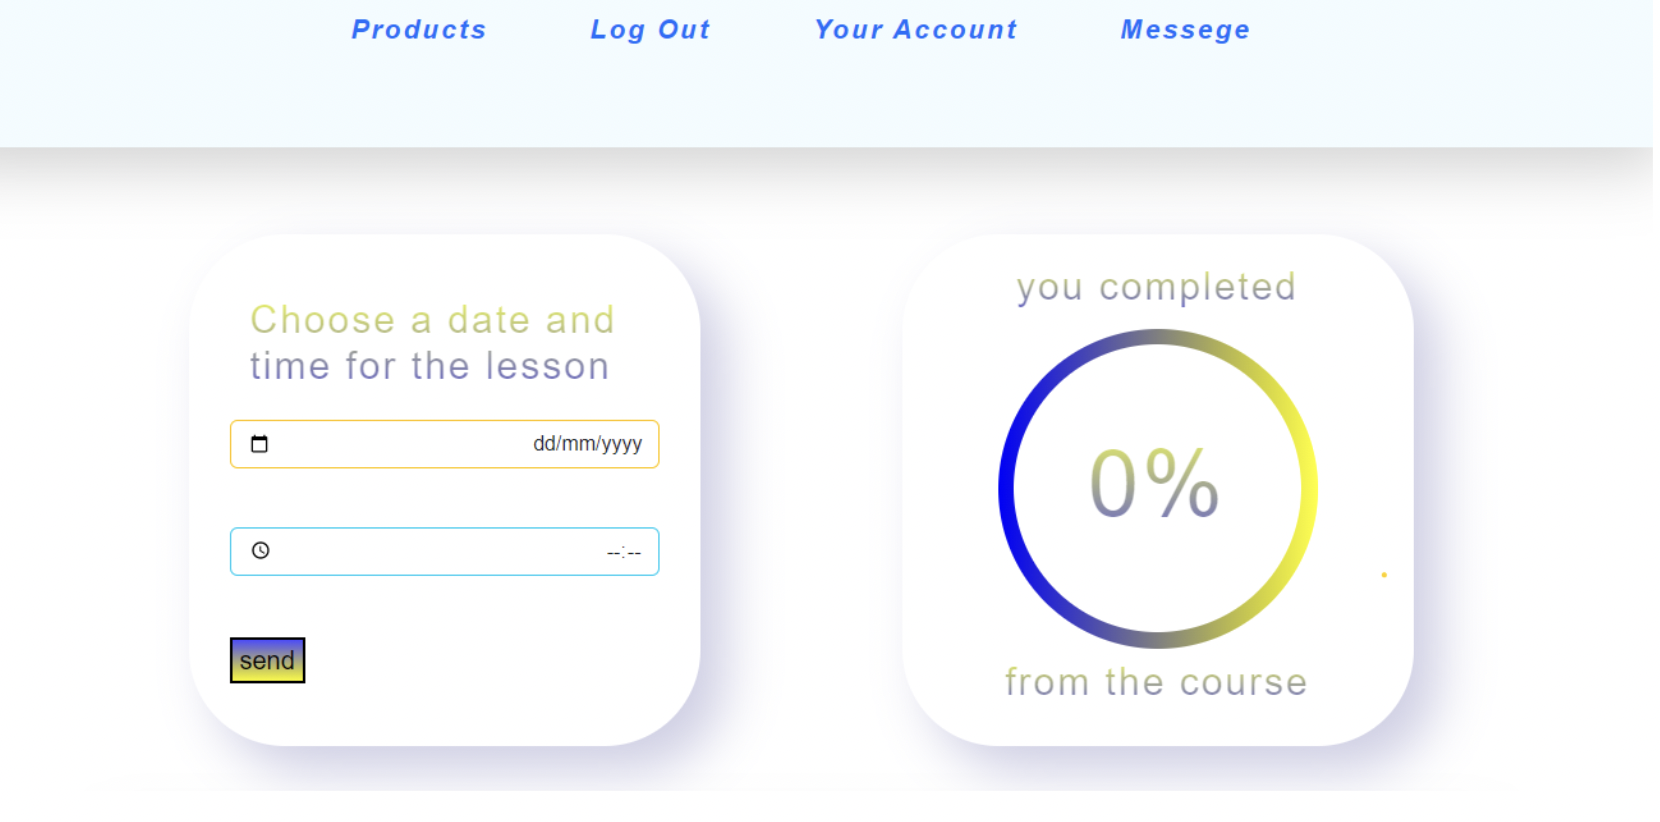 Products Log Out Your Account Messege
Choose a date and
time for the lesson
dd/mm/yyyy
--:--
send
you completed
0%
from the course